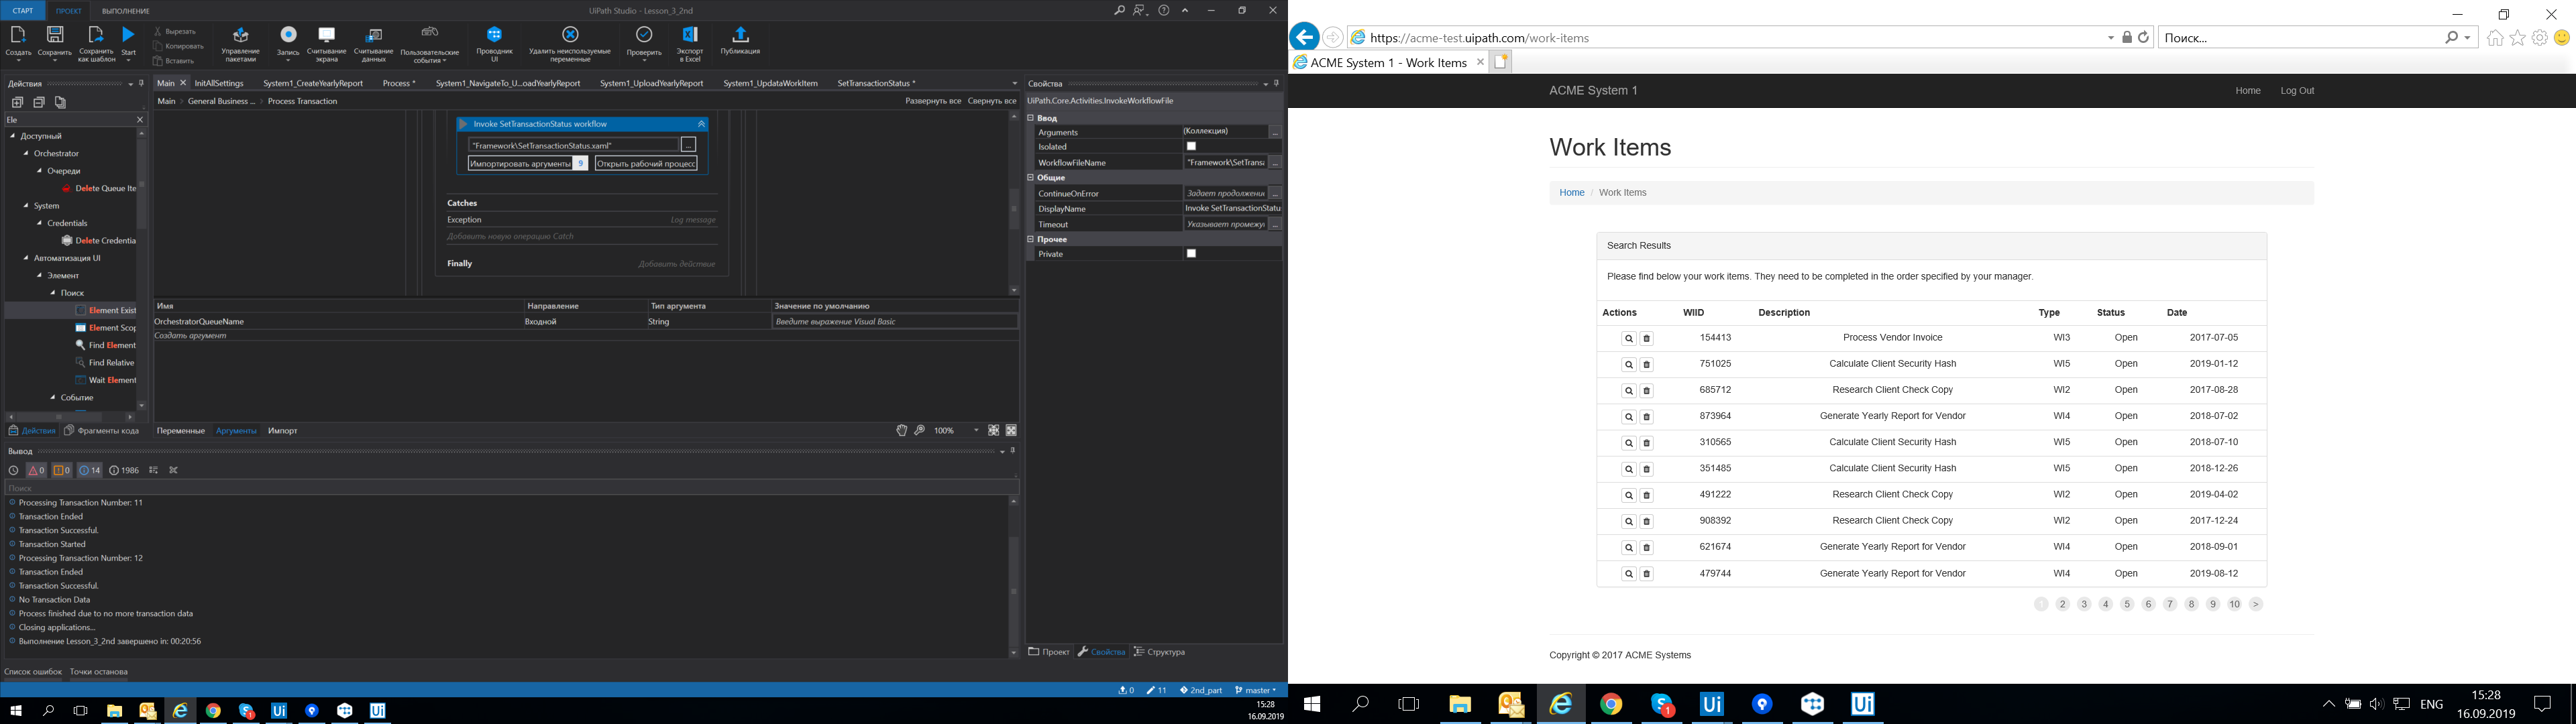 СТАРТ ПРОЕКТ ВЫПОЛНЕНИЕ
UiPath Studio - Lesson_3_2nd
Создать
Сохранить
Сохранить как шаблон
Start
Вырезать
Копировать
Вставить
Управление пакетами
Запись
Считывание экрана
Считывание данных
Пользовательские события
Проводник UI
Удалить неиспользуемые переменные
Проверить
Экспорт в Excel
Публикация
Действия
Ele
Доступный
Orchestrator
Очереди
Delete Queue Ite
System
Credentials
Delete Credentia
Автоматизация UI
Элемент
Поиск
Element Exist
Element Scop
Find Element
Find Relative
Wait Element
Событие
Действия Фрагменты кода
Main InitAllSettings System1_CreateYearlyReport Process * System1_NavigateTo_U...oadYearlyReport System1_UploadYearlyReport System1_UpdataWorkItem SetTransactionStatus *
Main General Business ... Process Transaction
Развернуть все Свернуть все
Invoke SetTransactionStatus workflow
"Framework\SetTransactionStatus.xaml" ...
Импортировать аргументы 9 Открыть рабочий процесс
Catches
Exception Log message
Добавить новую операцию Catch
Finally Добавить действие
Имя Направление Тип аргумента Значение по умолчанию
OrchestratorQueueName Входной String Введите выражение Visual Basic
Создать аргумент
Переменные Аргументы Импорт
100%
Свойства
UiPath.Core.Activities.InvokeWorkflowFile
Ввод
Arguments (Коллекция) ...
Isolated
WorkflowFileName "Framework\SetTransa ...
Общие
ContinueOnError Задает продолжени ...
DisplayName Invoke SetTransactionStatu
Timeout Указывает промежу ...
Прочее
Private
Проект Свойства Структура
Вывод
0 0 14 1986
Поиск
Processing Transaction Number: 11
Transaction Ended
Transaction Successful.
Transaction Started
Processing Transaction Number: 12
Transaction Ended
Transaction Successful.
No Transaction Data
Process finished due to no more transaction data
Closing applications...
Выполнение Lesson_3_2nd завершено in: 00:20:56
Список ошибок Точки останова
0 11 2nd_part master
15:28
16.09.2019
https://acme-test.uipath.com/work-items
Поиск...
ACME System 1 - Work Items
ACME System 1
Home Log Out
Work Items
Home / Work Items
Search Results
Please find below your work items. They need to be completed in the order specified by your manager.
Actions WIID Description Type Status Date
154413 Process Vendor Invoice WI3 Open 2017-07-05
751025 Calculate Client Security Hash WI5 Open 2019-01-12
685712 Research Client Check Copy WI2 Open 2017-08-28
873964 Generate Yearly Report for Vendor WI4 Open 2018-07-02
310565 Calculate Client Security Hash WI5 Open 2018-07-10
351485 Calculate Client Security Hash WI5 Open 2018-12-26
491222 Research Client Check Copy WI2 Open 2019-04-02
908392 Research Client Check Copy WI2 Open 2017-12-24
621674 Generate Yearly Report for Vendor WI4 Open 2018-09-01
479744 Generate Yearly Report for Vendor WI4 Open 2019-08-12
1 2 3 4 5 6 7 8 9 10 >
Copyright © 2017 ACME Systems
ENG
15:28
16.09.2019